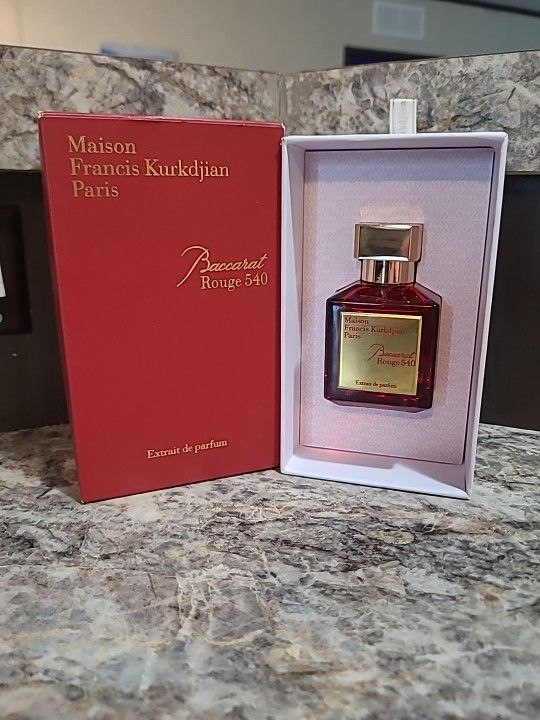 Maison
Francis Kurkdjian
Paris
Baccarat
Rouge 540
Extrait de parfum
Maison
Francis Kurkdjian
Paris
Baccarat
Rouge 540
Extrait de parfum